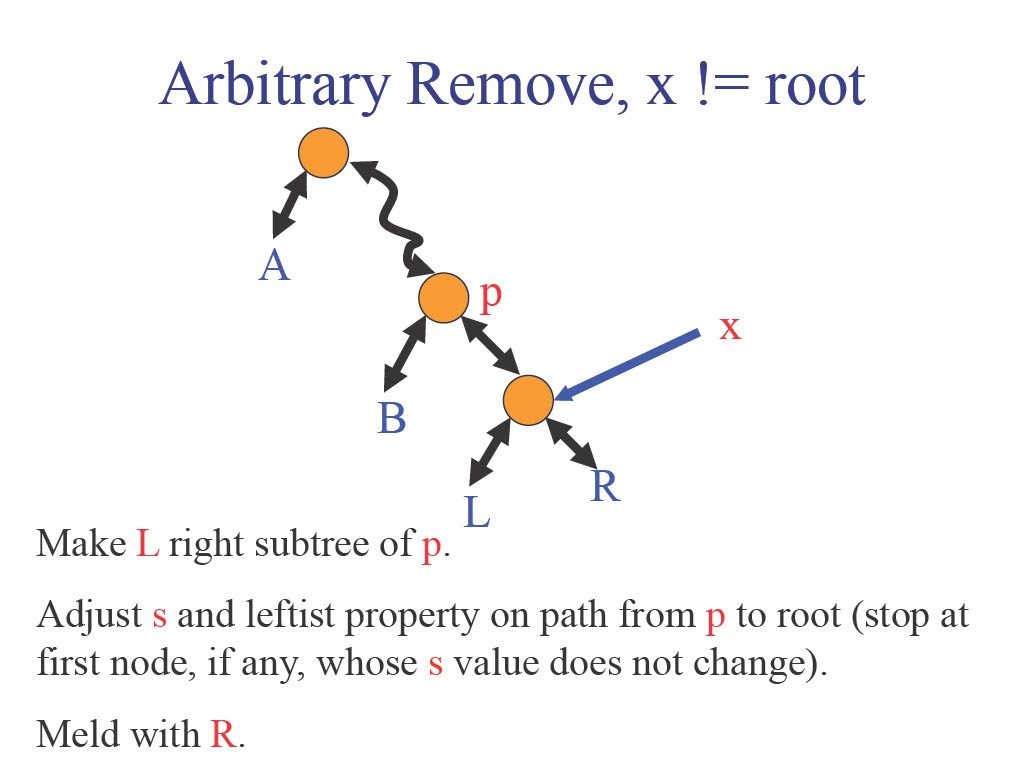 Arbitrary Remove, x != root
A
p
x
B
R
L
Make L right subtree of p.
Adjust s and leftist property on path from p to root (stop at
first node, if any, whose s value does not change).
Meld with R.